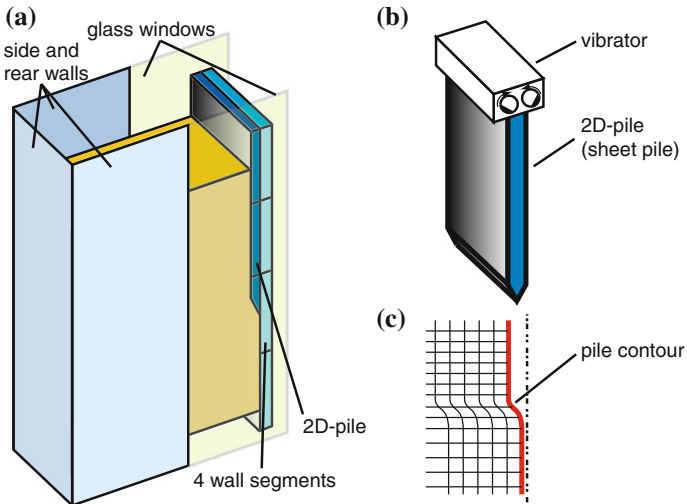 (a)
glass windows
side and
rear walls
2D-pile
4 wall segments
(b)
vibrator
2D-pile
(sheet pile)
(c)
pile contour